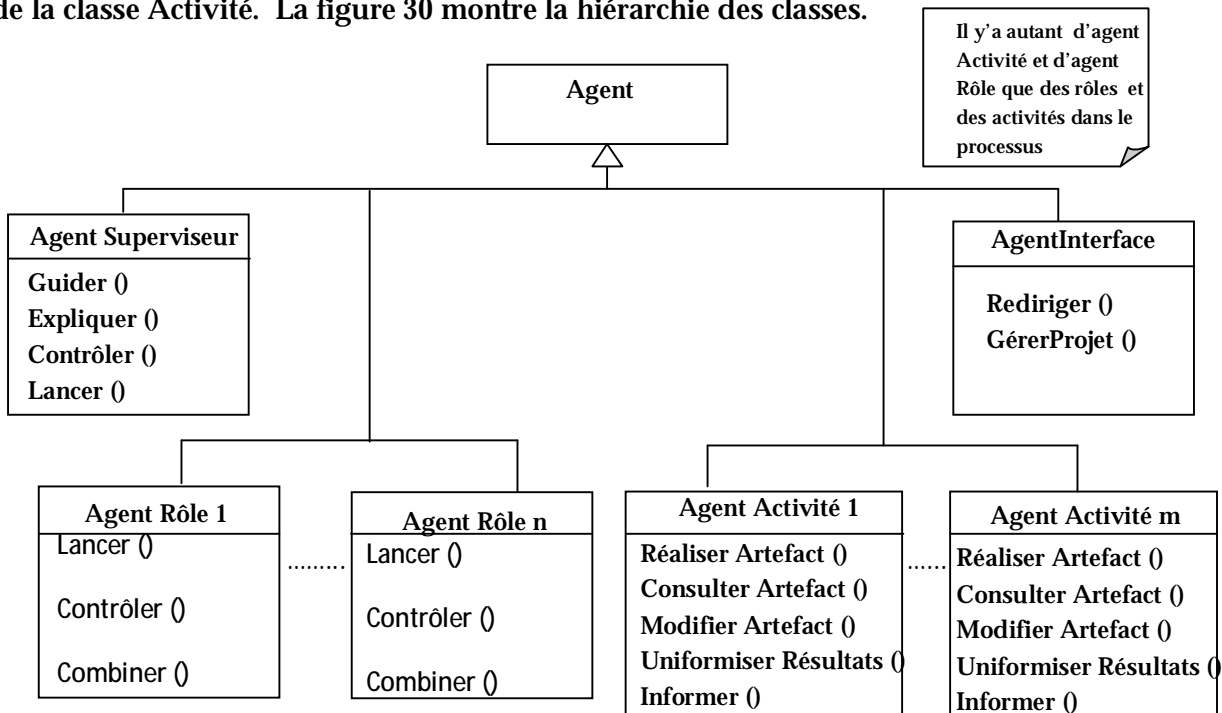 de la classe Activité. La figure 30 montre la hiérarchie des classes.
Il y'a autant d'agent
Activité et d'agent
Rôle que des rôles et
des activités dans le
processus
Agent
Agent Superviseur
Guider ()
Expliquer ()
Contrôler ()
Lancer ()
AgentInterface
Rediriger ()
GérerProjet ()
Agent Rôle 1
Lancer ()
Contrôler ()
Combiner ()
.........
Agent Rôle n
Lancer ()
Contrôler ()
Combiner ()
Agent Activité 1
Réaliser Artefact ()
Consulter Artefact ()
Modifier Artefact ()
Uniformiser Résultats ()
Informer ()
......
Agent Activité m
Réaliser Artefact ()
Consulter Artefact ()
Modifier Artefact ()
Uniformiser Résultats ()
Informer ()